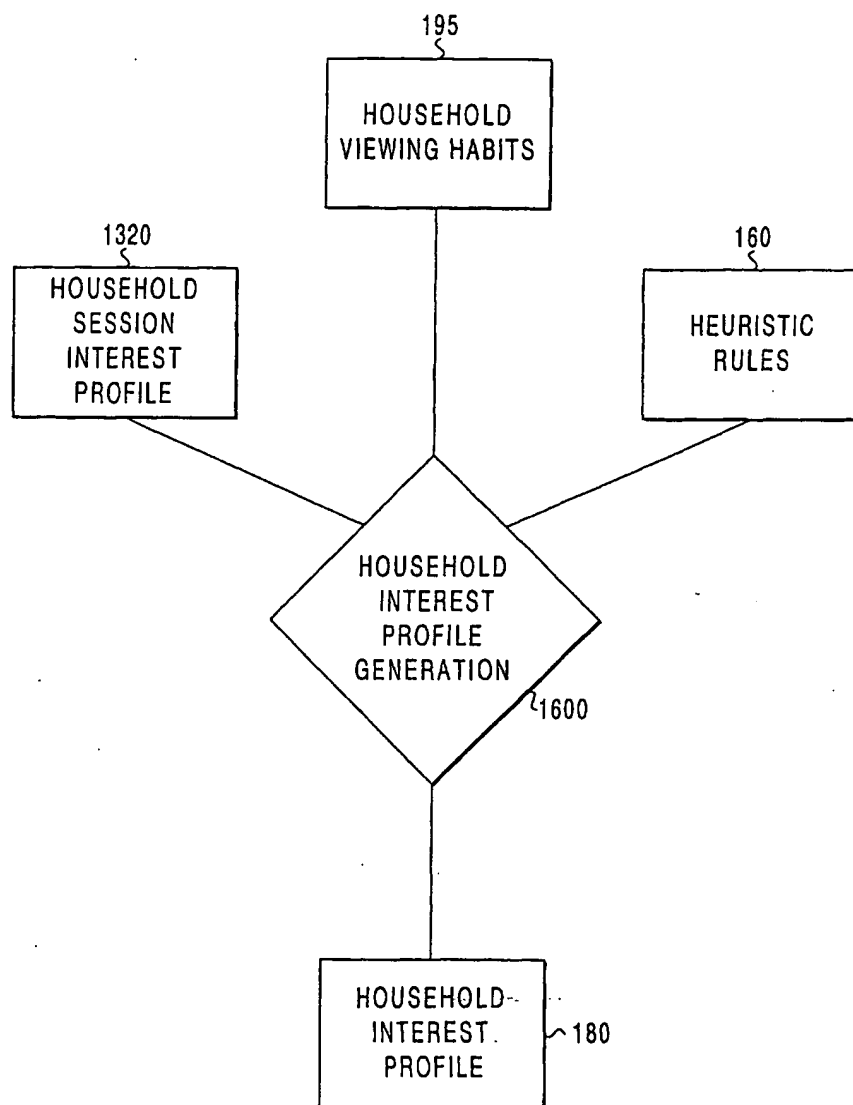 195
HOUSEHOLD
VIEWING HABITS
1320
HOUSEHOLD
SESSION
INTEREST
PROFILE
160
HEURISTIC
RULES
HOUSEHOLD
INTEREST
PROFILE
GENERATION
1600
HOUSEHOLD
INTEREST
PROFILE
180